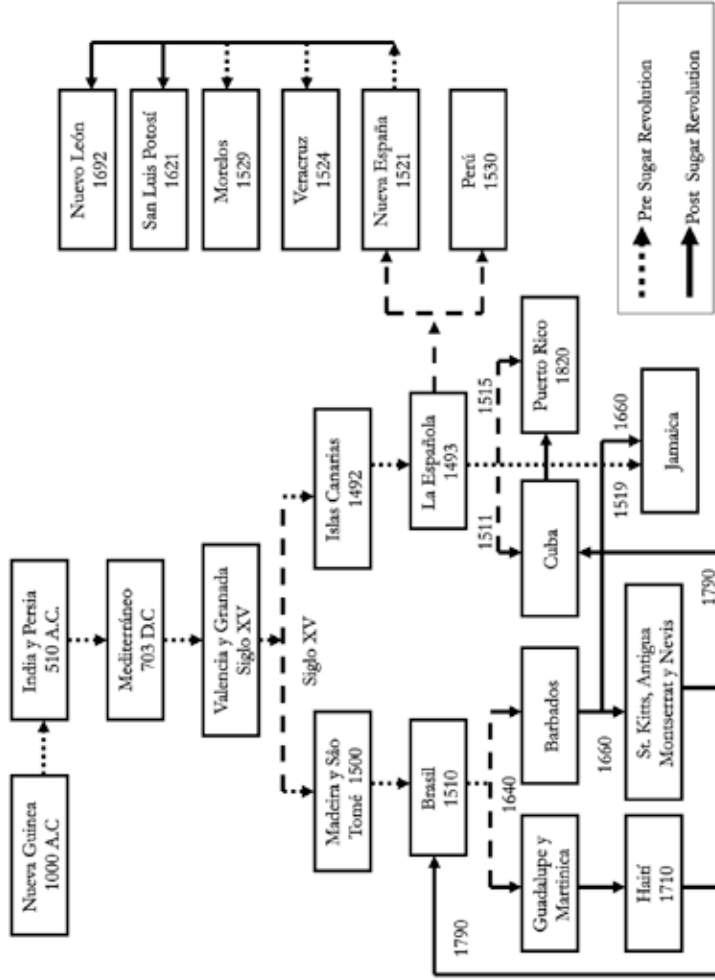 Nueva Guinea
1000 A.C
India y Persia
510 A.C.
Mediterráneo
703 D.C
Valencia y Granada
Siglo XV
Siglo XV
Madeira y São
Tomé 1500
Islas Canarias
1492
Brasil
1510
La Española
1493
1790
1640
1511
1515
Guadalupe y
Martinica
Barbados
Cuba
Puerto Rico
1820
1660
1519
1660
Haití
1710
St. Kitts, Antigua
Montserrat y Nevis
Jamaica
1790
Nuevo León
1692
San Luis Potosí
1621
Morelos
1529
Veracruz
1524
Nueva España
1521
Perú
1530
Pre Sugar Revolution
Post Sugar Revolution